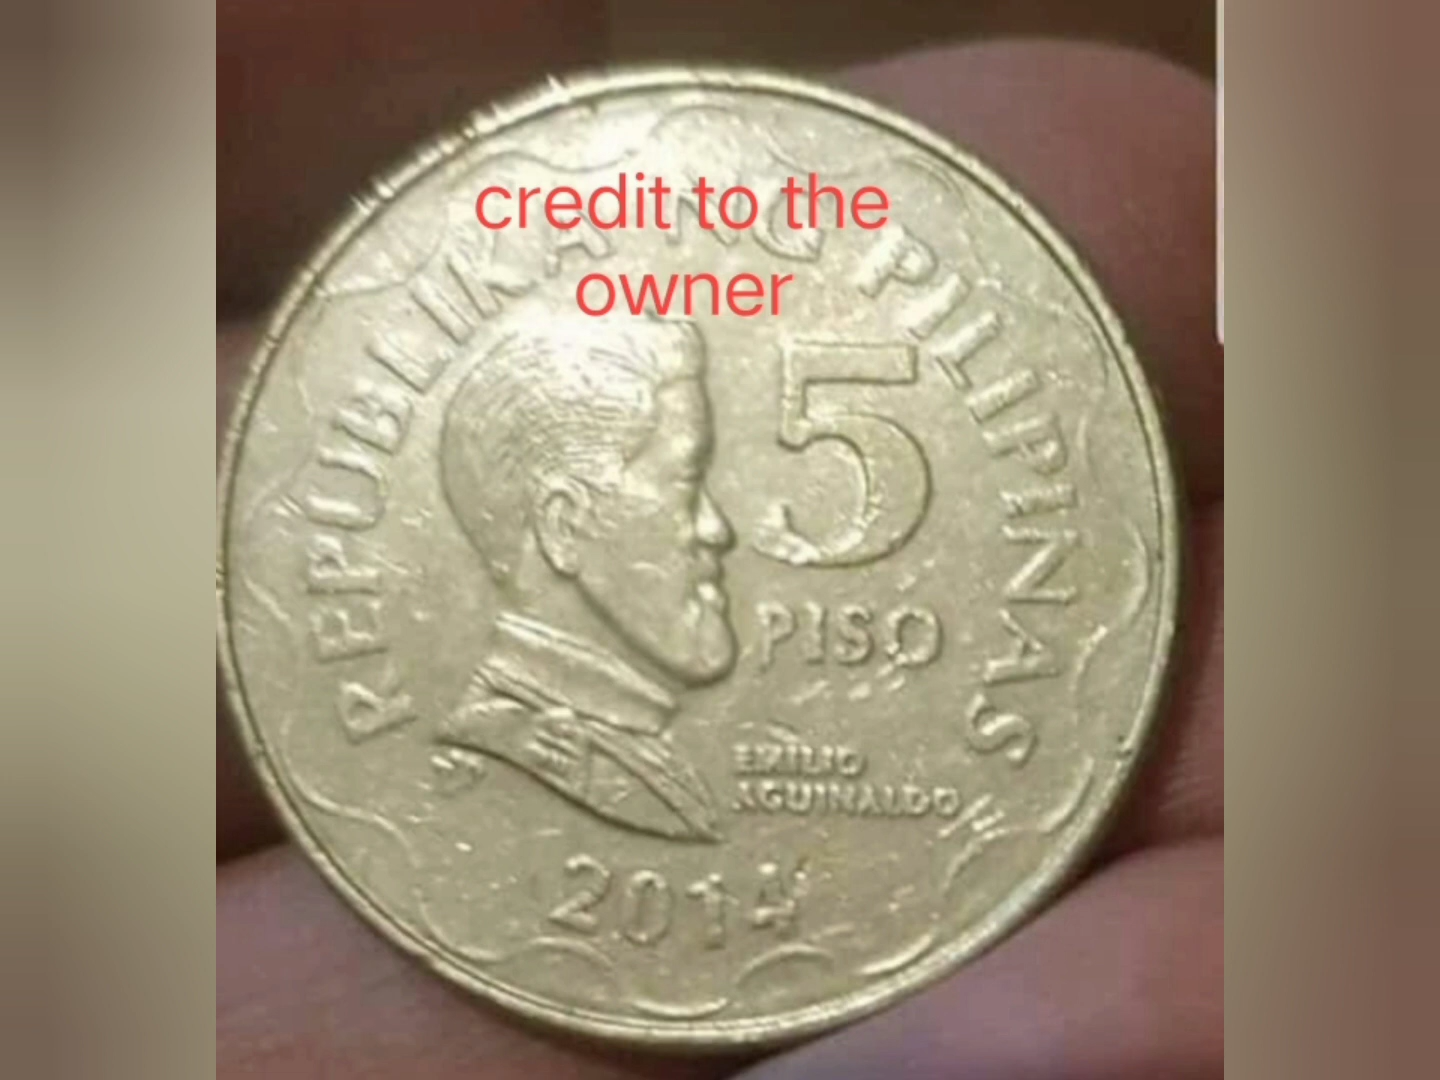 credit to the
owner
REPUBLIKA NG PILIPINAS
5
PISO
EMILIO
AGUINALDO
2014